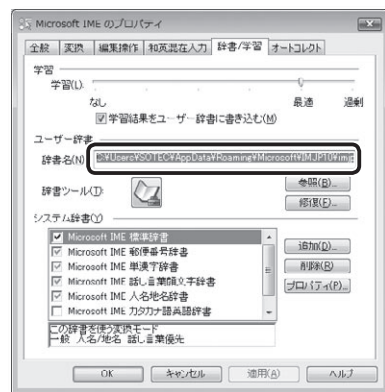 Microsoft IME のプロパティ
全般 変換 編集操作 和英混在入力 辞書/学習 オートコレクト
学習
学習(L):
なし 最適 過剰
学習結果をユーザー辞書に書き込む(M)
ユーザー辞書
辞書名(N) C:¥Users¥SOTEC¥AppData¥Roaming¥Microsoft¥IMJP10¥imj
辞書ツール(T): 参照(B)...
修復(E)...
システム辞書(Y)
Microsoft IME 標準辞書
Microsoft IME 郵便番号辞書
Microsoft IME 単漢字辞書
Microsoft IME 話し言葉顔文字辞書
Microsoft IME 人名地名辞書
Microsoft IME カタカナ語英語辞書
追加(D)...
削除(R)
プロパティ(P)...
この辞書を使う変換モード
一般 人名/地名 話し言葉優先
OK キャンセル 適用(A) ヘルプ